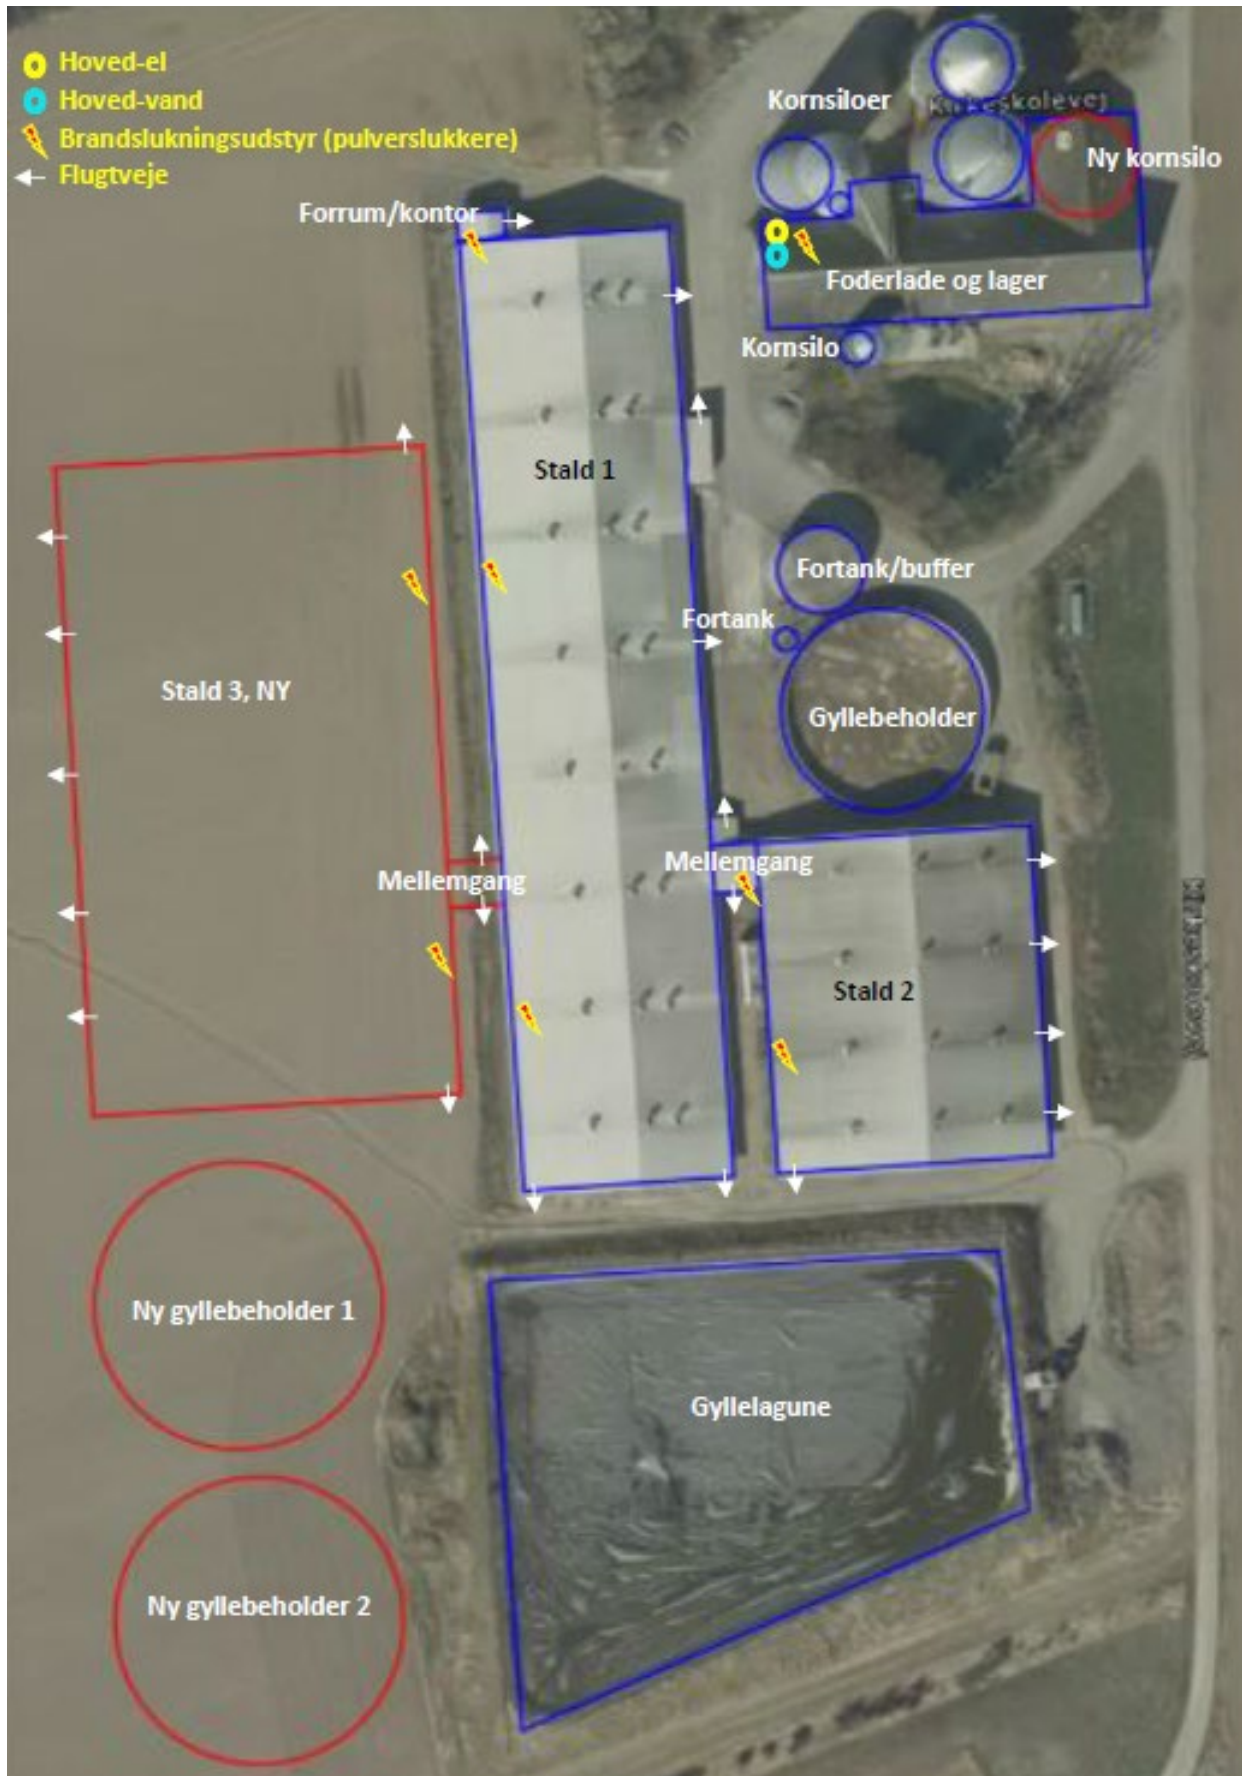 Hoved-el
Hoved-vand
Brandslukningsudstyr (pulverslukkere)
Flugtveje
Kornsiloer
Kirkeskolevej
Ny kornsilo
Forrum/kontor
Foderlade og lager
Kornsilo
Stald 1
Fortank/buffer
Fortank
Stald 3, NY
Gyllebeholder
Mellemgang
Mellemgang
Stald 2
Ny gyllebeholder 1
Gyllelagune
Ny gyllebeholder 2